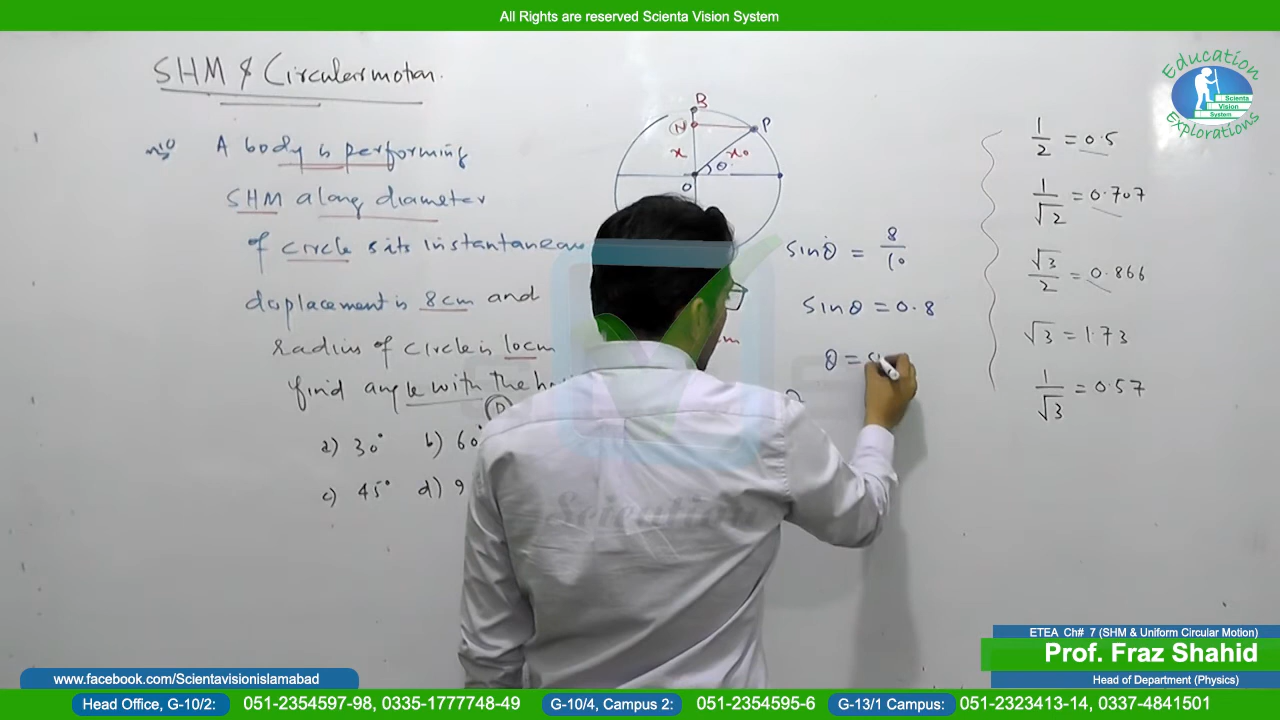 All Rights are reserved Scienta Vision System
SHM & Circular motion.
A body is performing
SHM along diameter
of circle its instantaneous
displacement is 8cm and
radius of circle is 10cm
find angle with the
a) 30° b) 60°
c) 45° d) 9
B
N
P
x
x₀
θ
O
sinθ = 8/10
sinθ = 0.8
θ =
1/2 = 0.5
1/√2 = 0.707
√3/2 = 0.866
√3 = 1.73
1/√3 = 0.57
Education
Scienta
Vision
System
Explorations
Scienta Vision
ETEA Ch# 7 (SHM & Uniform Circular Motion)
Prof. Fraz Shahid
Head of Department (Physics)
www.facebook.com/Scientavisionislamabad
Head Office, G-10/2: 051-2354597-98, 0335-1777748-49 G-10/4, Campus 2: 051-2354595-6 G-13/1 Campus: 051-2323413-14, 0337-4841501